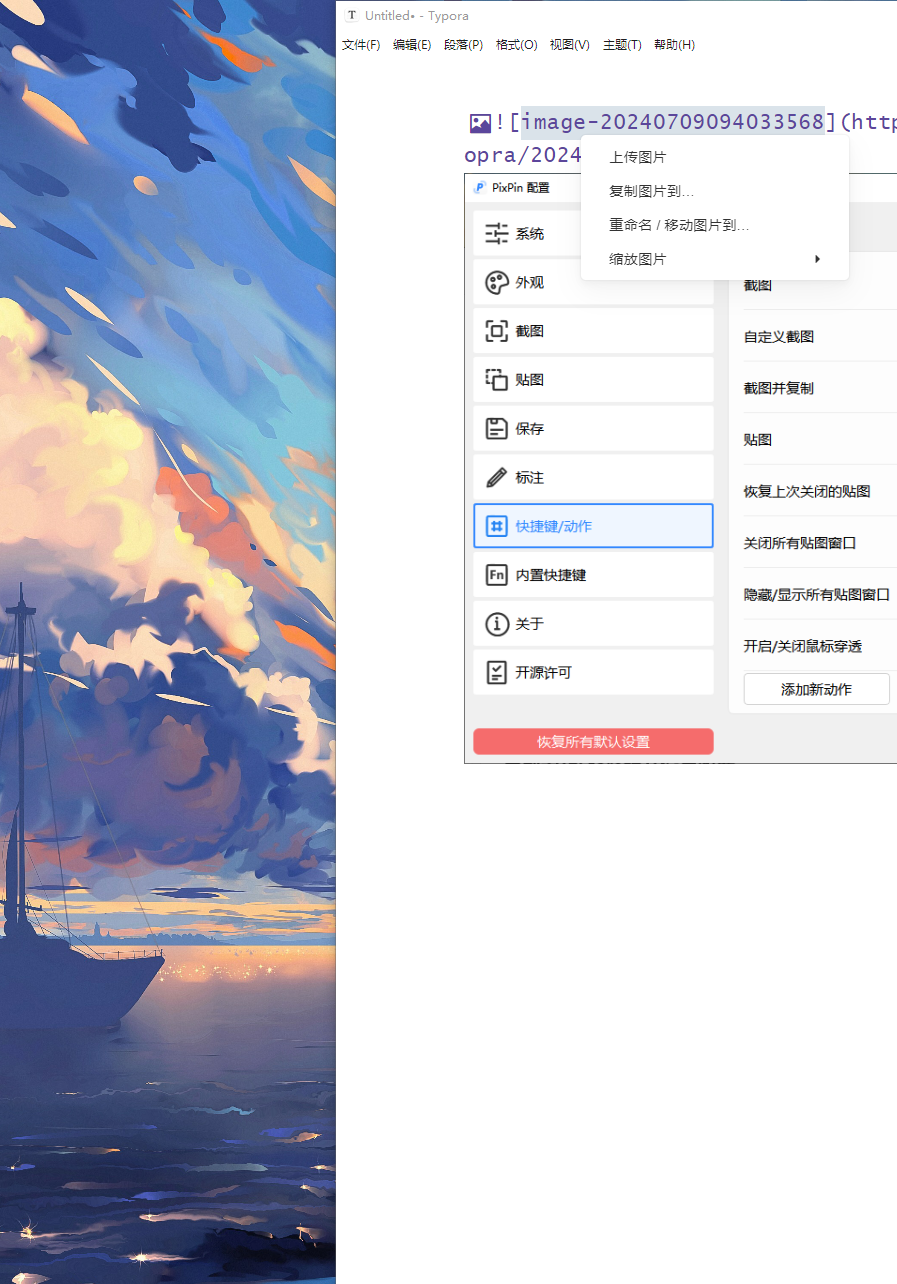 Untitled• - Typora
文件(F) 编辑(E) 段落(P) 格式(O) 视图(V) 主题(T) 帮助(H)
![image-20240709094033568](http
opra/2024
上传图片
复制图片到...
重命名 / 移动图片到...
缩放图片
PixPin 配置
系统
外观
截图
贴图
保存
标注
快捷键/动作
内置快捷键
关于
开源许可
恢复所有默认设置
截图
自定义截图
截图并复制
贴图
恢复上次关闭的贴图
关闭所有贴图窗口
隐藏/显示所有贴图窗口
开启/关闭鼠标穿透
添加新动作